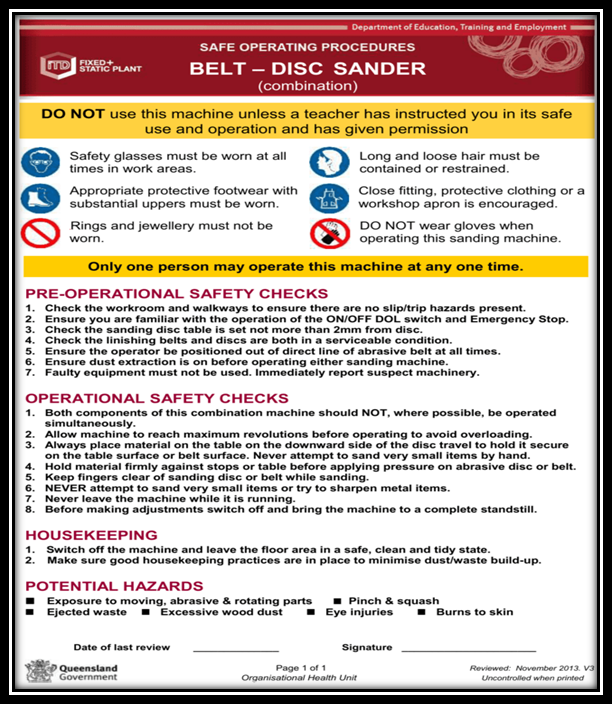 Department of Education, Training and Employment
SAFE OPERATING PROCEDURES
ITD FIXED+
STATIC PLANT
BELT – DISC SANDER
(combination)
DO NOT use this machine unless a teacher has instructed you in its safe
use and operation and has given permission
Safety glasses must be worn at all
times in work areas.
Long and loose hair must be
contained or restrained.
Appropriate protective footwear with
substantial uppers must be worn.
Close fitting, protective clothing or a
workshop apron is encouraged.
Rings and jewellery must not be
worn.
DO NOT wear gloves when
operating this sanding machine.
Only one person may operate this machine at any one time.
PRE-OPERATIONAL SAFETY CHECKS
1. Check the workroom and walkways to ensure there are no slip/trip hazards present.
2. Ensure you are familiar with the operation of the ON/OFF DOL switch and Emergency Stop.
3. Check the sanding disc table is set not more than 2mm from disc.
4. Check the linishing belts and discs are both in a serviceable condition.
5. Ensure the operator be positioned out of direct line of abrasive belt at all times.
6. Ensure dust extraction is on before operating either sanding machine.
7. Faulty equipment must not be used. Immediately report suspect machinery.
OPERATIONAL SAFETY CHECKS
1. Both components of this combination machine should NOT, where possible, be operated
simultaneously.
2. Allow machine to reach maximum revolutions before operating to avoid overloading.
3. Always place material on the table on the downward side of the disc travel to hold it secure
on the table surface or belt surface. Never attempt to sand very small items by hand.
4. Hold material firmly against stops or table before applying pressure on abrasive disc or belt.
5. Keep fingers clear of sanding disc or belt while sanding.
6. NEVER attempt to sand very small items or try to sharpen metal items.
7. Never leave the machine while it is running.
8. Before making adjustments switch off and bring the machine to a complete standstill.
HOUSEKEEPING
1. Switch off the machine and leave the floor area in a safe, clean and tidy state.
2. Make sure good housekeeping practices are in place to minimise dust/waste build-up.
POTENTIAL HAZARDS
■ Exposure to moving, abrasive & rotating parts ■ Pinch & squash
■ Ejected waste ■ Excessive wood dust ■ Eye injuries ■ Burns to skin
Date of last review ____________ Signature ____________________
Queensland
Government
Page 1 of 1
Organisational Health Unit
Reviewed: November 2013. V3
Uncontrolled when printed